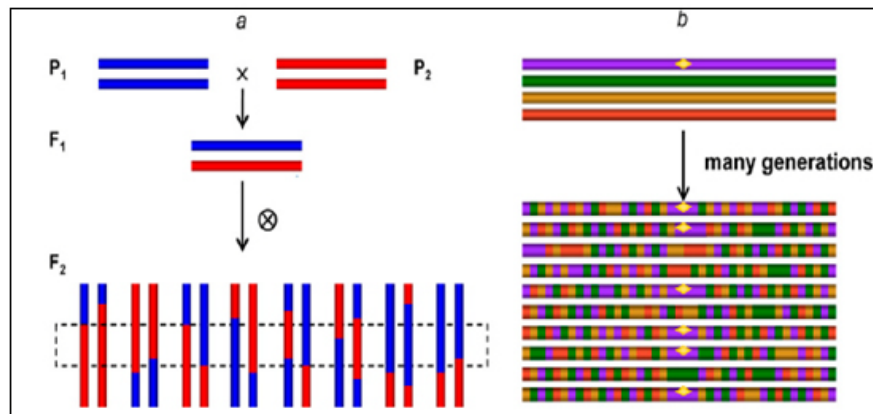 a
b
P₁
x
P₂
F₁
many generations
F₂